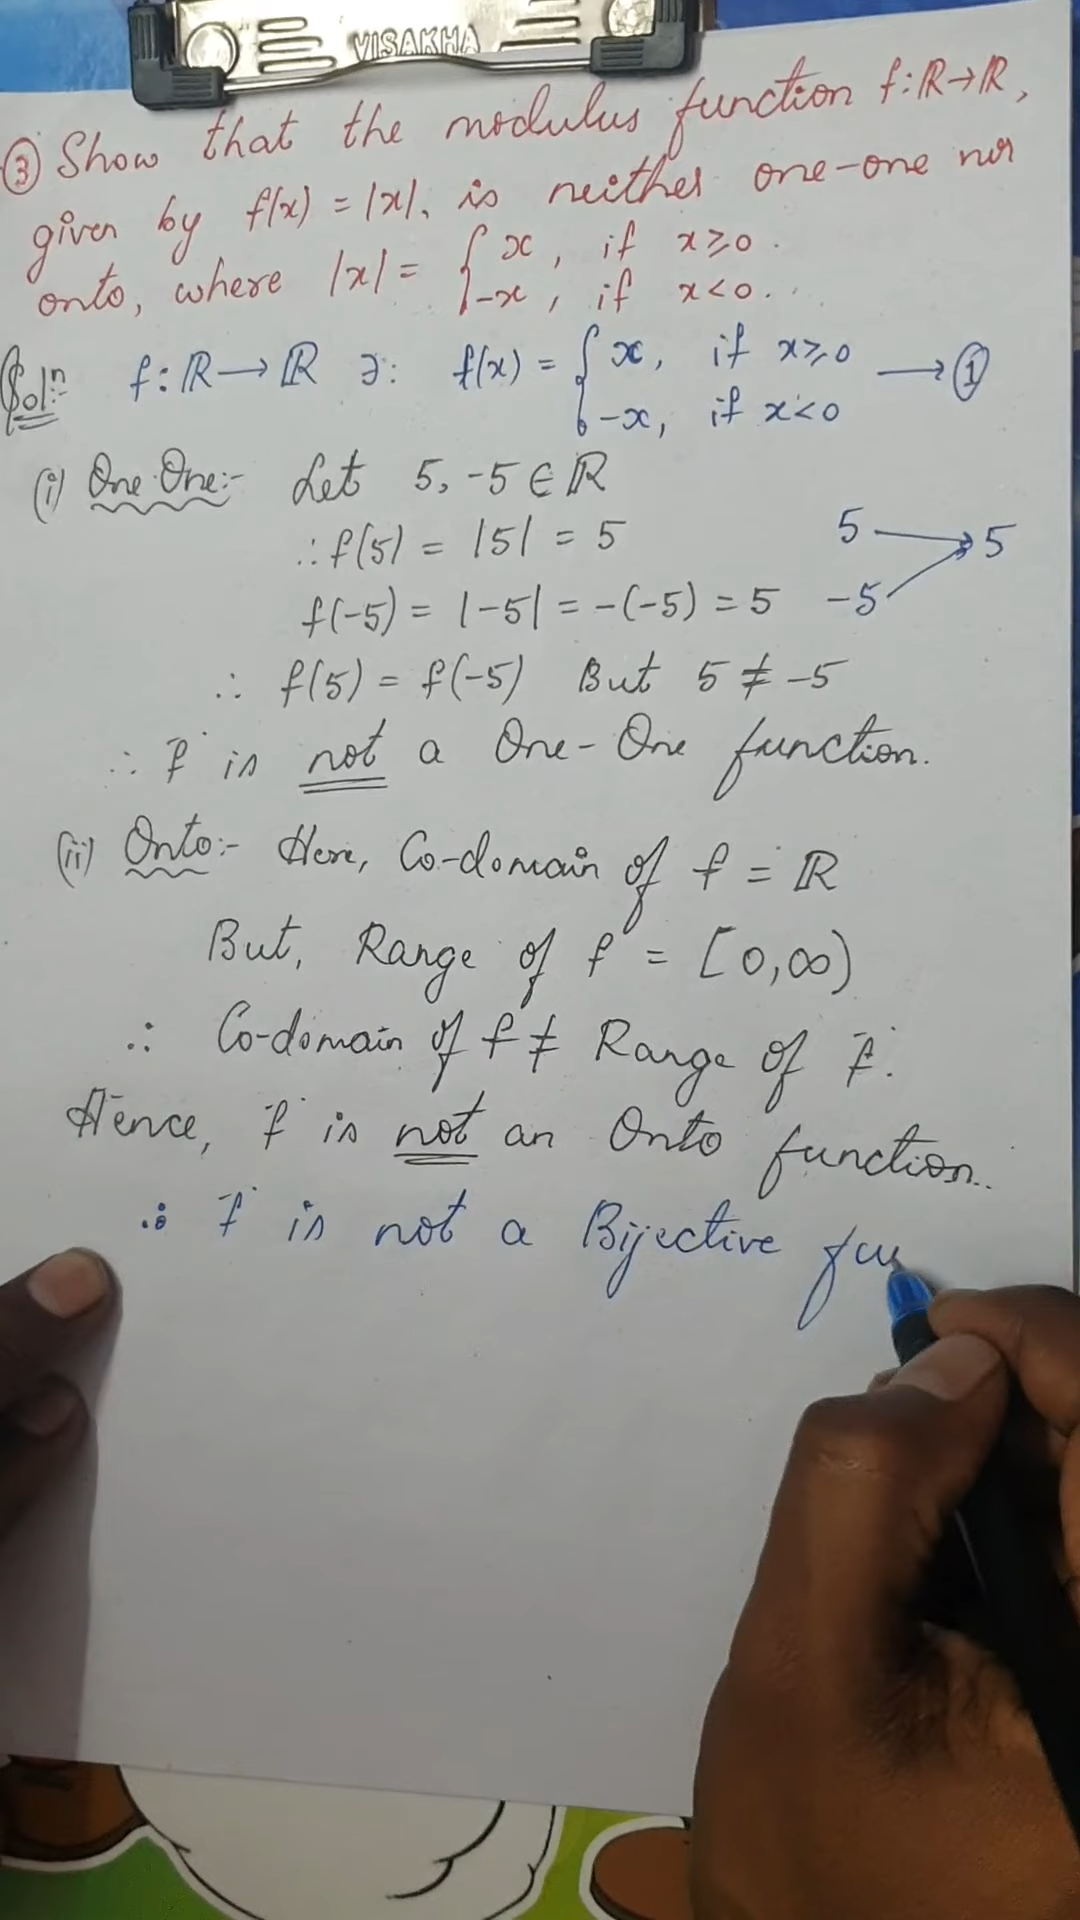 VISAKHA
③ Show that the modulus function f:ℝ→ℝ,
given by f(x) = |x|, is neither one-one nor
onto, where |x| = { x, if x≥0.
-x, if x<0.
Solⁿ:- f:ℝ→ℝ ∋: f(x) = { x, if x≥0 → ①
-x, if x<0
(i) One-One:- Let 5, -5 ∈ ℝ
∴ f(5) = |5| = 5
5 → 5
f(-5) = |-5| = -(-5) = 5
-5
∴ f(5) = f(-5) But 5 ≠ -5
∴ 'f' is not a One-One function.
(ii) Onto:- Here, Co-domain of f = ℝ
But, Range of f = [0,∞)
∴ Co-domain of f ≠ Range of f.
Hence, 'f' is not an Onto function.
∴ 'f' is not a Bijective fu